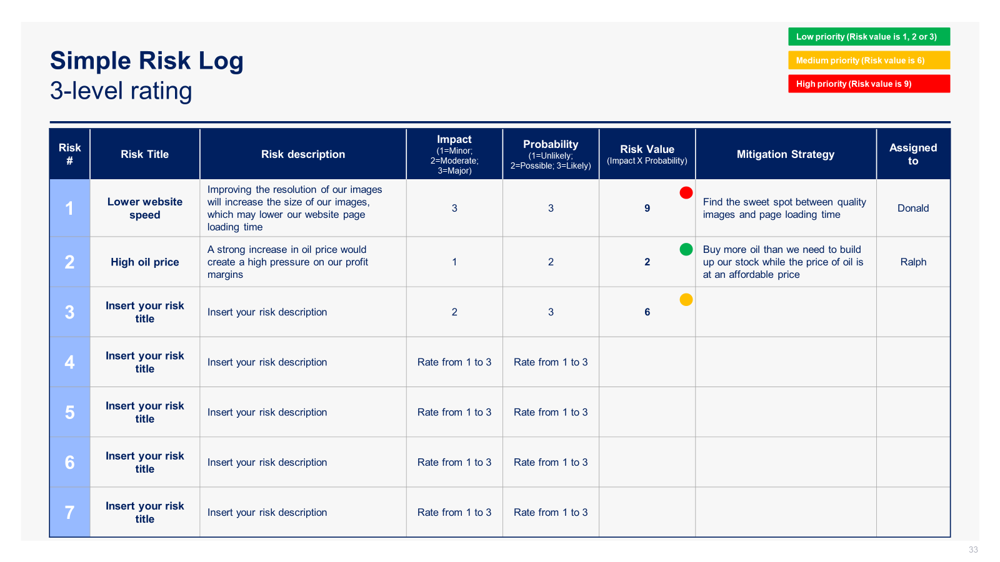 Low priority (Risk value is 1, 2 or 3)
Medium priority (Risk value is 6)
High priority (Risk value is 9)
Simple Risk Log
3-level rating
Risk
#
Risk Title
Risk description
Impact
(1=Minor;
2=Moderate;
3=Major)
Probability
(1=Unlikely;
2=Possible; 3=Likely)
Risk Value
(Impact X Probability)
Mitigation Strategy
Assigned
to
1
Lower website
speed
Improving the resolution of our images
will increase the size of our images,
which may lower our website page
loading time
3
3
9
Find the sweet spot between quality
images and page loading time
Donald
2
High oil price
A strong increase in oil price would
create a high pressure on our profit
margins
1
2
2
Buy more oil than we need to build
up our stock while the price of oil is
at an affordable price
Ralph
3
Insert your risk
title
Insert your risk description
2
3
6
4
Insert your risk
title
Insert your risk description
Rate from 1 to 3
Rate from 1 to 3
5
Insert your risk
title
Insert your risk description
Rate from 1 to 3
Rate from 1 to 3
6
Insert your risk
title
Insert your risk description
Rate from 1 to 3
Rate from 1 to 3
7
Insert your risk
title
Insert your risk description
Rate from 1 to 3
Rate from 1 to 3
33